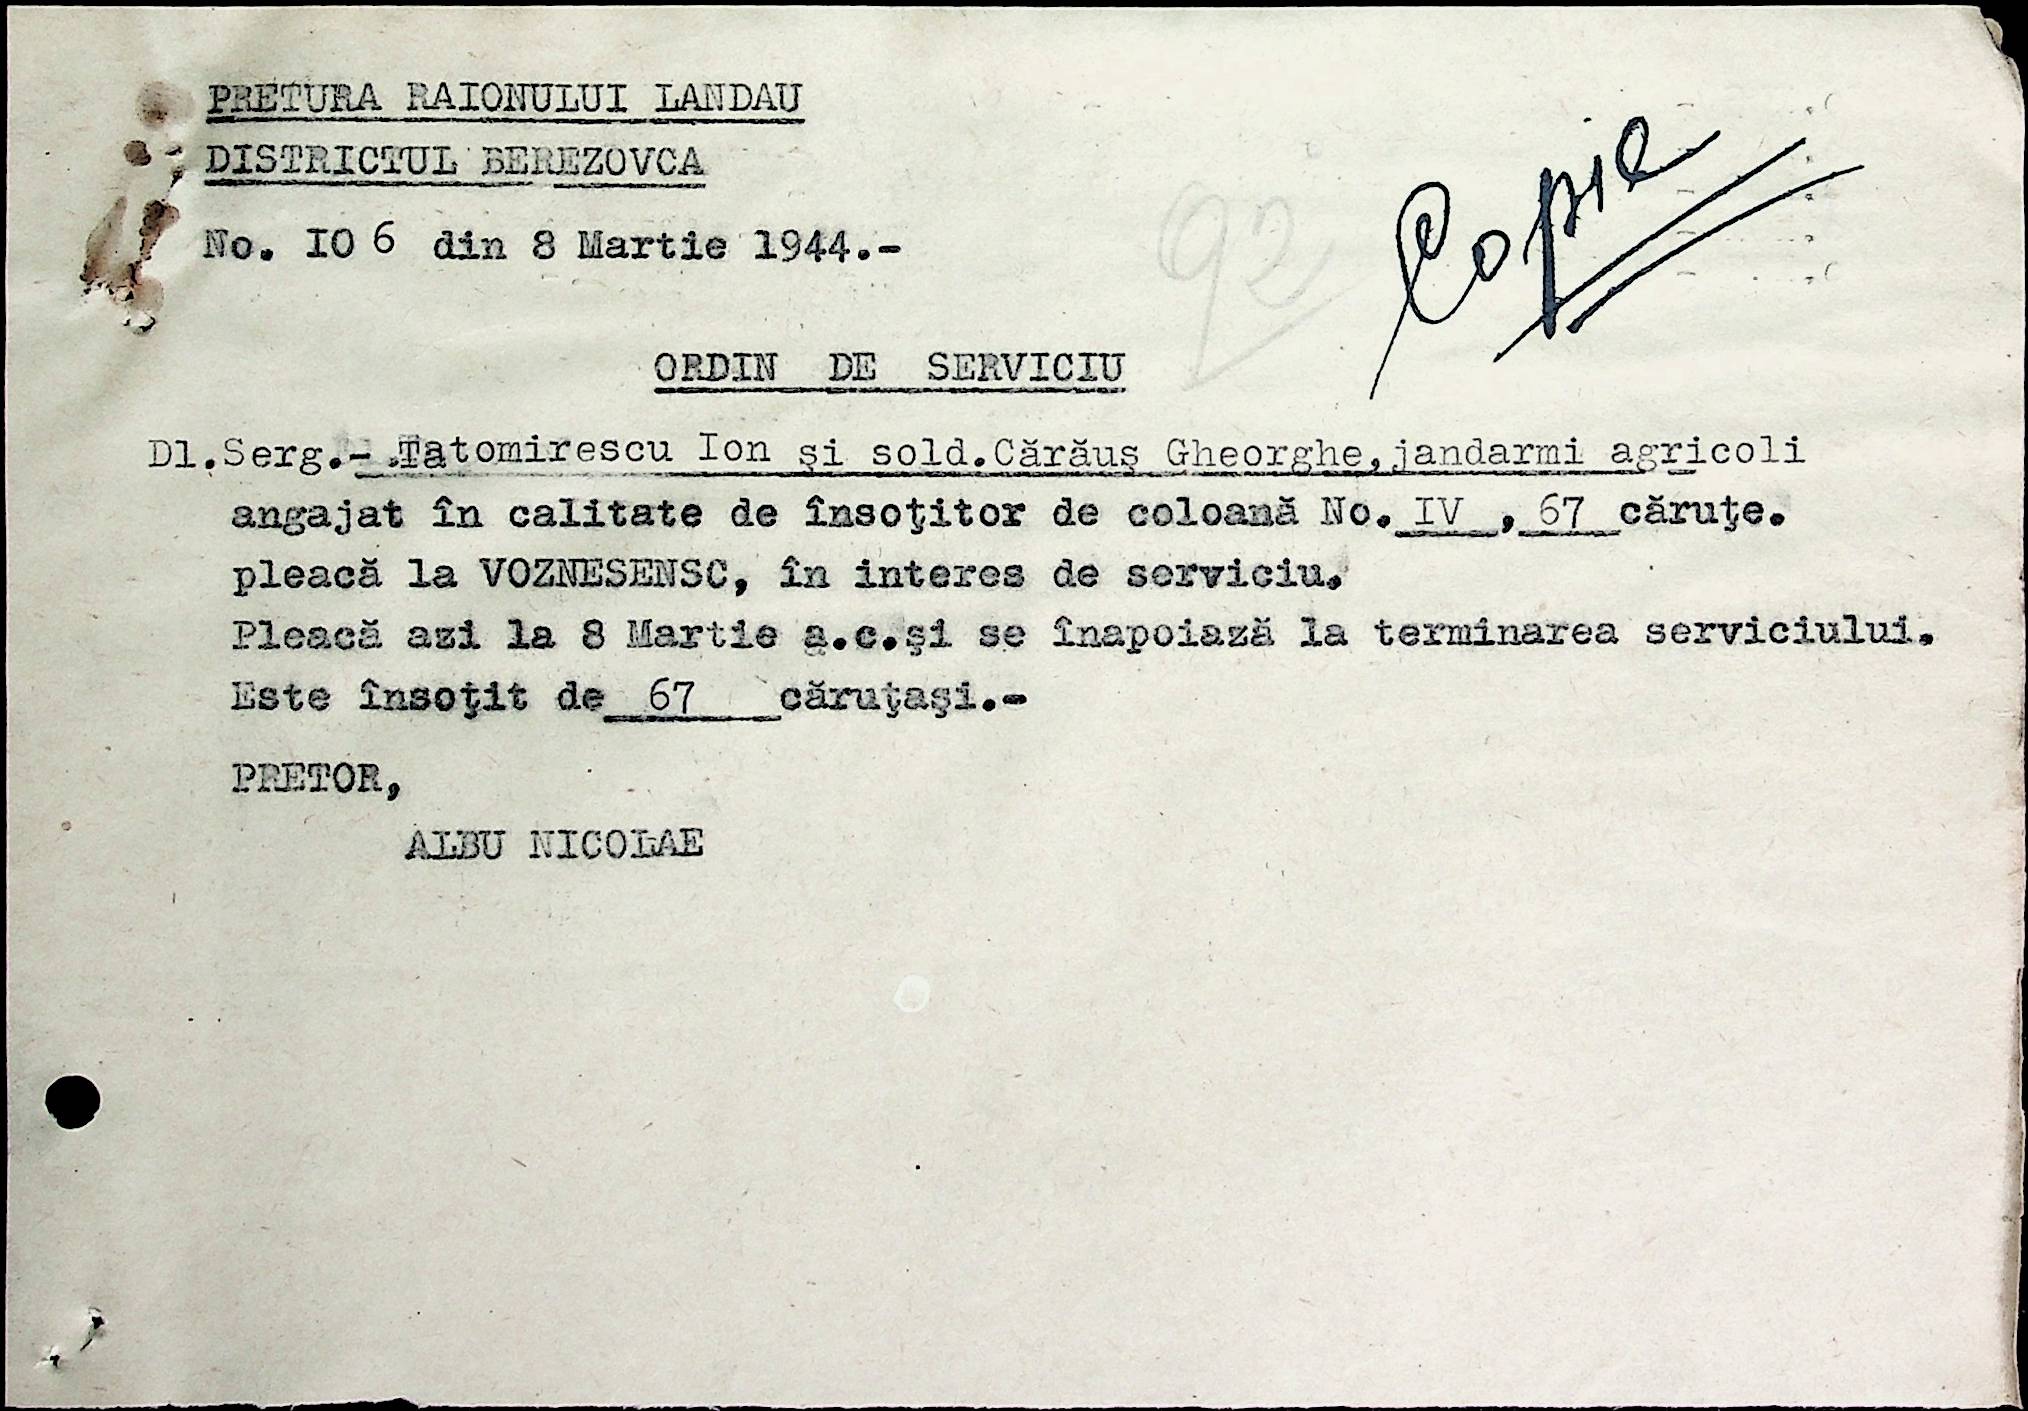 PRETURA RAIONULUI LANDAU
DISTRICTUL BEREZOVCA
No. IO6 din 8 Martie 1944.-
92
Copie
ORDIN DE SERVICIU
Dl.Serg.- Tatomirescu Ion şi sold.Cărăuş Gheorghe,jandarmi agricoli
angajat în calitate de însoţitor de coloană No. IV , 67 căruţe.
pleacă la VOZNESENSC, în interes de serviciu.
Pleacă azi la 8 Martie a.c.şi se înapoiază la terminarea serviciului.
Este însoţit de 67 căruţaşi.-
PRETOR,
ALBU NICOLAE